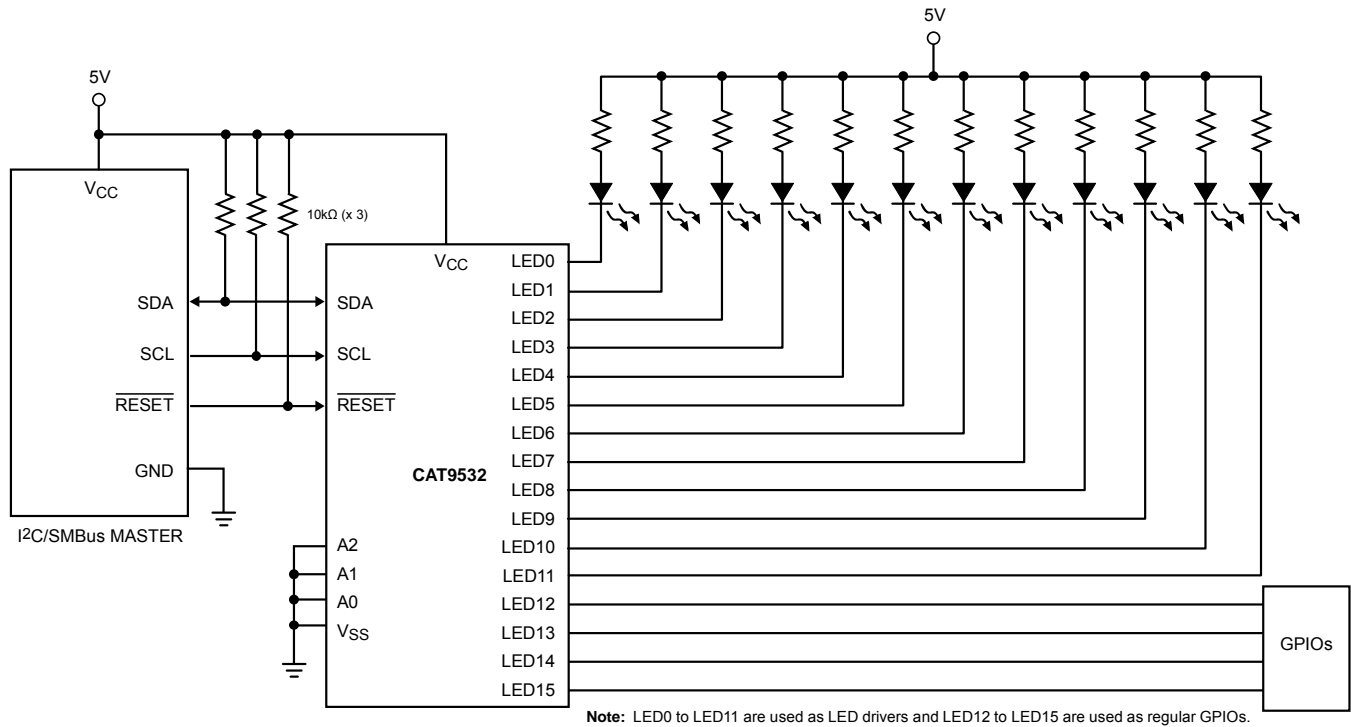 5V
5V
VCC
10kΩ (x 3)
SDA
SCL
RESET
GND
I2C/SMBus MASTER
VCC
SDA
SCL
RESET
CAT9532
A2
A1
A0
VSS
LED0
LED1
LED2
LED3
LED4
LED5
LED6
LED7
LED8
LED9
LED10
LED11
LED12
LED13
LED14
LED15
GPIOs
Note: LED0 to LED11 are used as LED drivers and LED12 to LED15 are used as regular GPIOs.